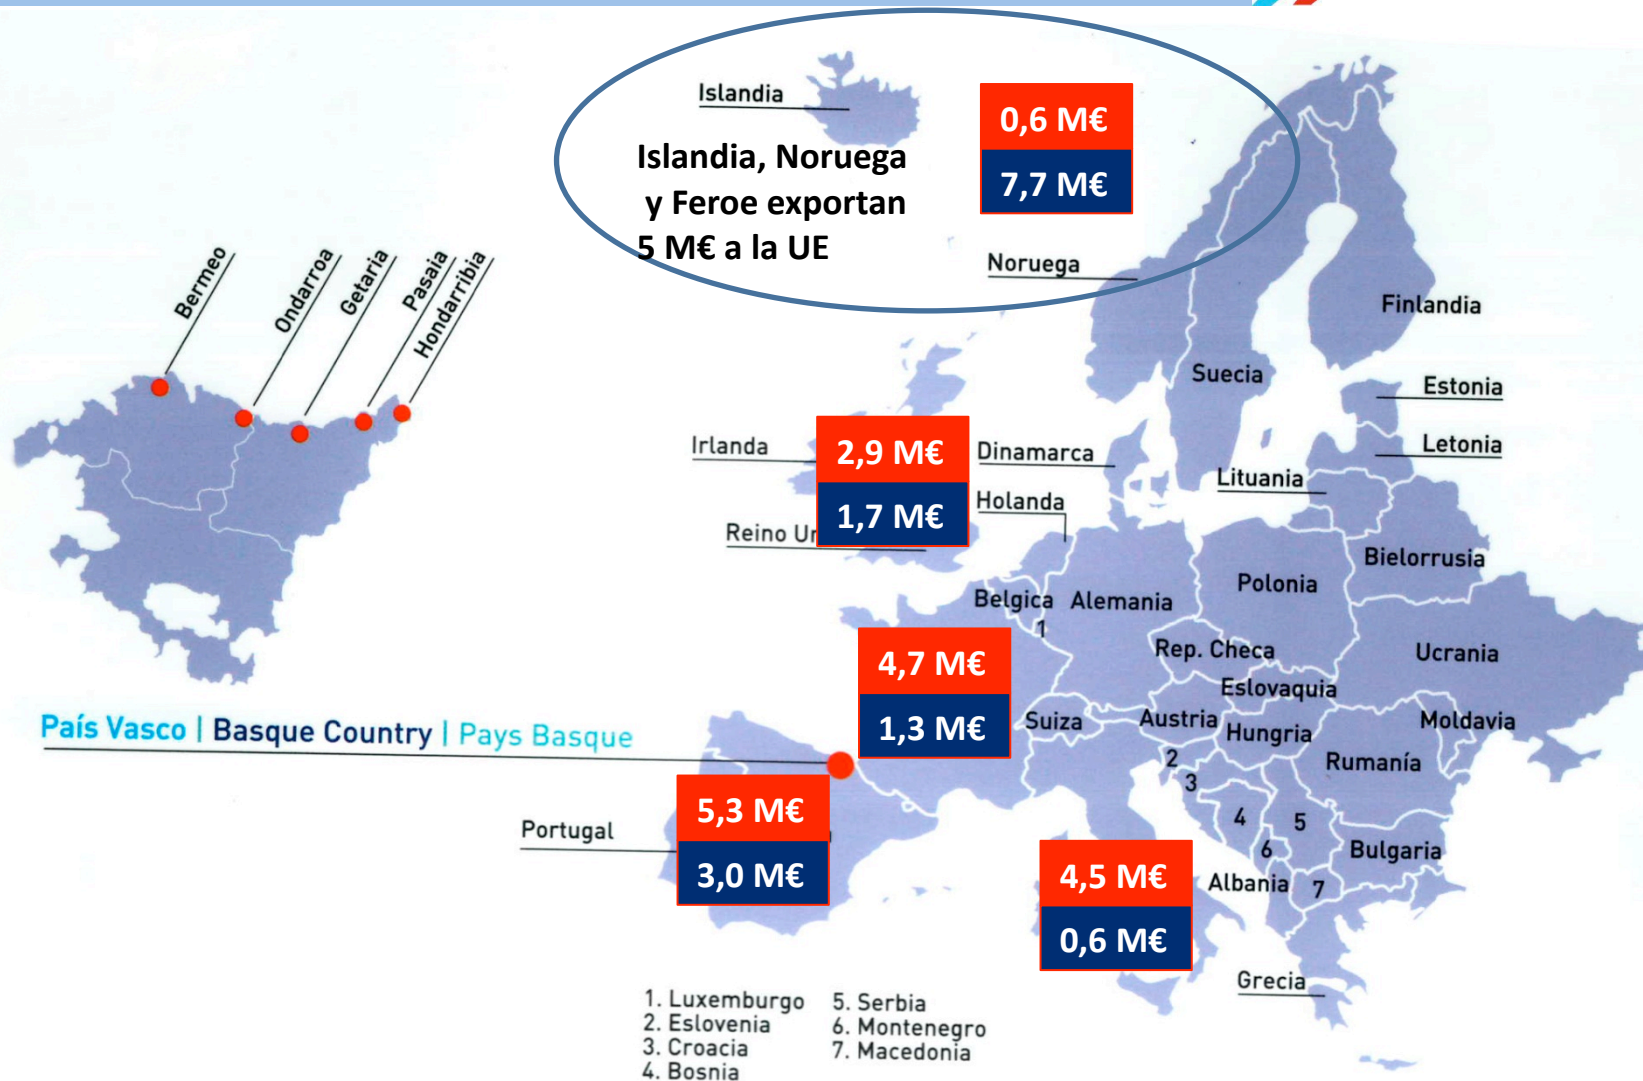 Islandia
Islandia, Noruega
y Feroe exportan
5 M€ a la UE
0,6 M€
7,7 M€
Noruega
Finlandia
Suecia
Estonia
Letonia
Lituania
Bermeo
Ondarroa
Getaria
Pasaia
Hondarribia
Irlanda
2,9 M€
1,7 M€
Dinamarca
Holanda
Reino
Bielorrusia
Polonia
Belgica
Alemania
1
Rep. Checa
Ucrania
Eslovaquia
4,7 M€
1,3 M€
Suiza
Austria
Hungria
Moldavia
Rumanía
País Vasco | Basque Country | Pays Basque
2
3
4
5
6
7
Bulgaria
Albania
Portugal
5,3 M€
3,0 M€
4,5 M€
0,6 M€
Grecia
1. Luxemburgo
2. Eslovenia
3. Croacia
4. Bosnia
5. Serbia
6. Montenegro
7. Macedonia